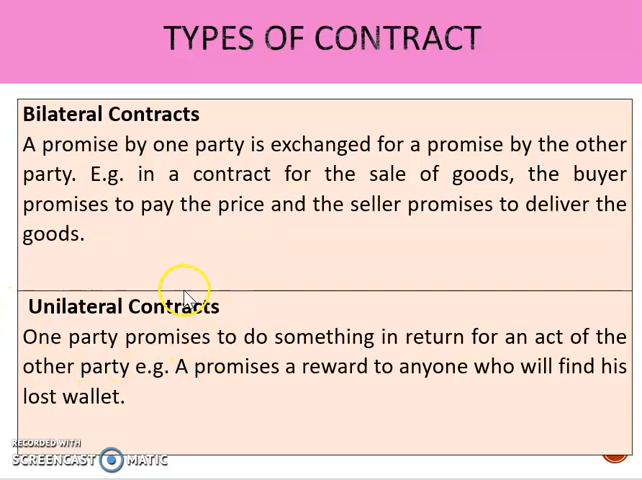 TYPES OF CONTRACT
Bilateral Contracts
A promise by one party is exchanged for a promise by the other
party. E.g. in a contract for the sale of goods, the buyer
promises to pay the price and the seller promises to deliver the
goods.
Unilateral Contracts
One party promises to do something in return for an act of the
other party e.g. A promises a reward to anyone who will find his
lost wallet.
RECORDED WITH
SCREENCAST MATIC